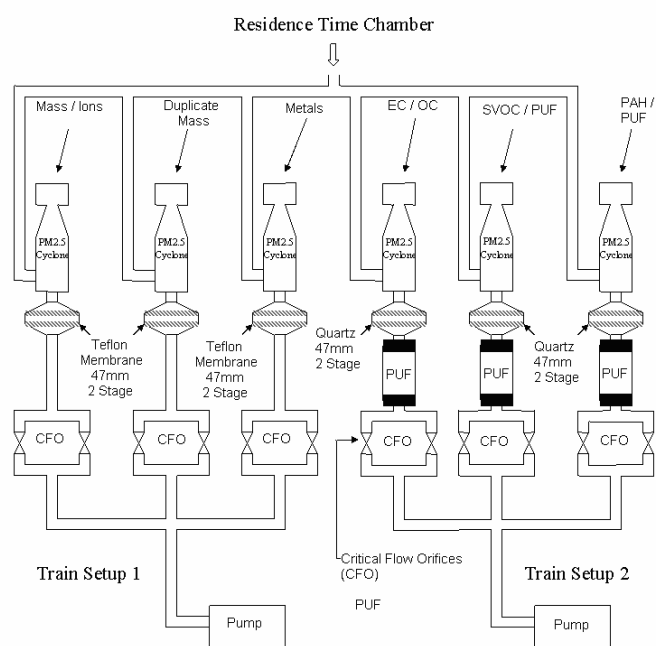 Residence Time Chamber
Mass / Ions
Duplicate
Mass
Metals
EC / OC
SVOC / PUF
PAH /
PUF
PM2.5
Cyclone
PM2.5
Cyclone
PM2.5
Cyclone
PM2.5
Cyclone
PM2.5
Cyclone
PM2.5
Cyclone
Teflon
Membrane
47mm
2 Stage
Teflon
Membrane
47mm
2 Stage
Quartz
47mm
2 Stage
Quartz
47mm
2 Stage
PUF
PUF
PUF
CFO
CFO
CFO
CFO
CFO
CFO
Train Setup 1
Critical Flow Orifices
(CFO)
PUF
Train Setup 2
Pump
Pump